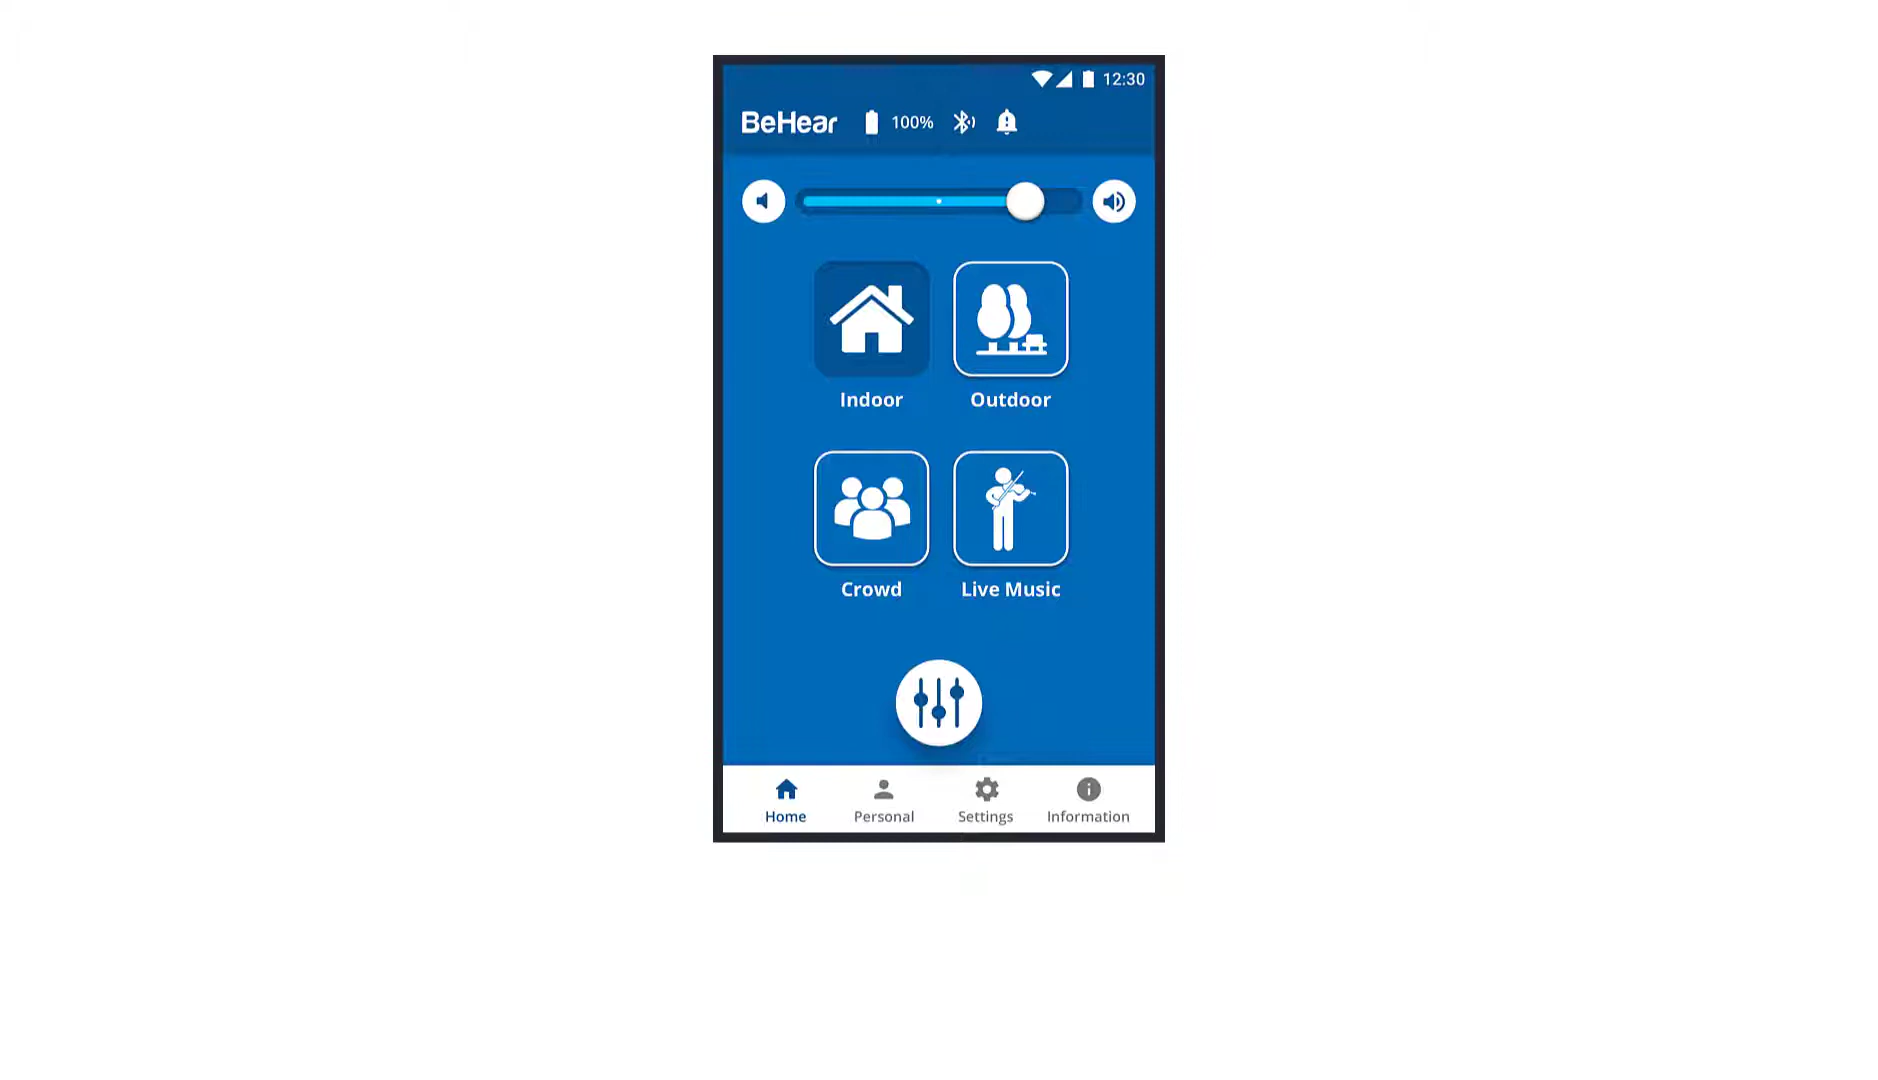 12:30
BeHear 100%
Indoor Outdoor
Crowd Live Music
Home Personal Settings Information